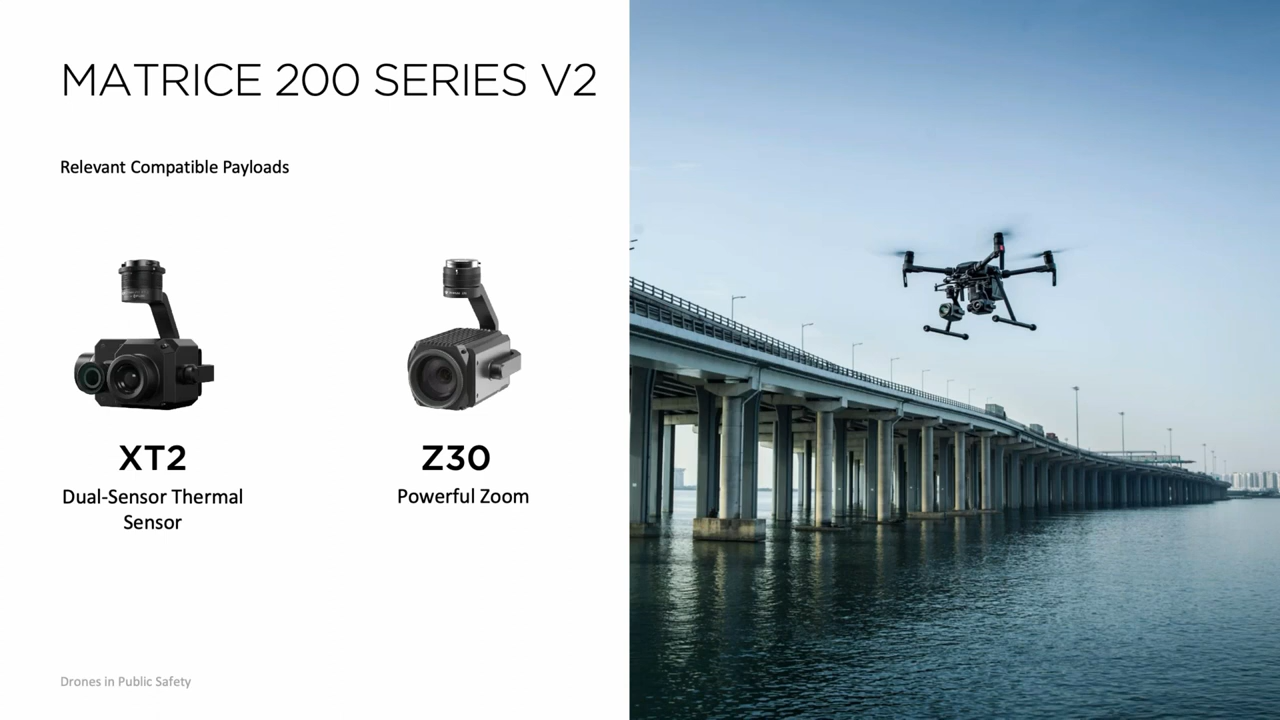 MATRICE 200 SERIES V2
Relevant Compatible Payloads
XT2
Dual-Sensor Thermal
Sensor
Z30
Powerful Zoom
Drones in Public Safety